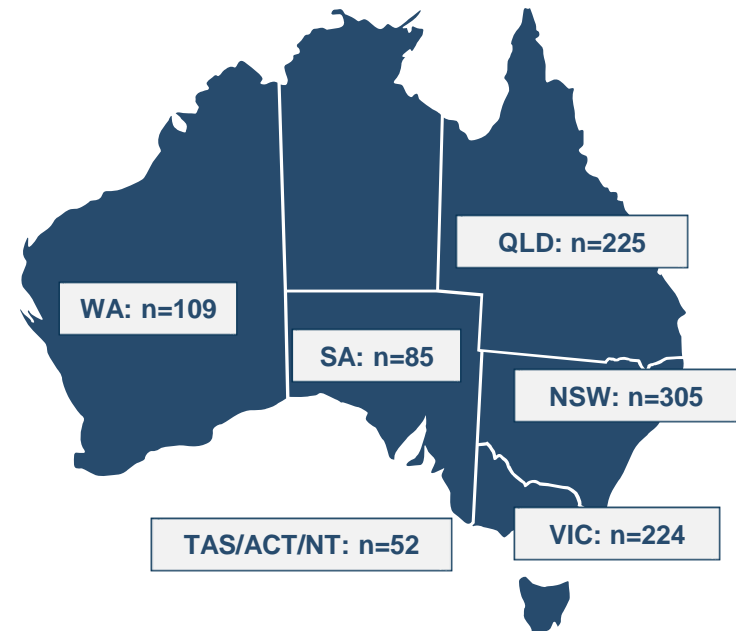 QLD: n=225
WA: n=109
SA: n=85
NSW: n=305
TAS/ACT/NT: n=52
VIC: n=224